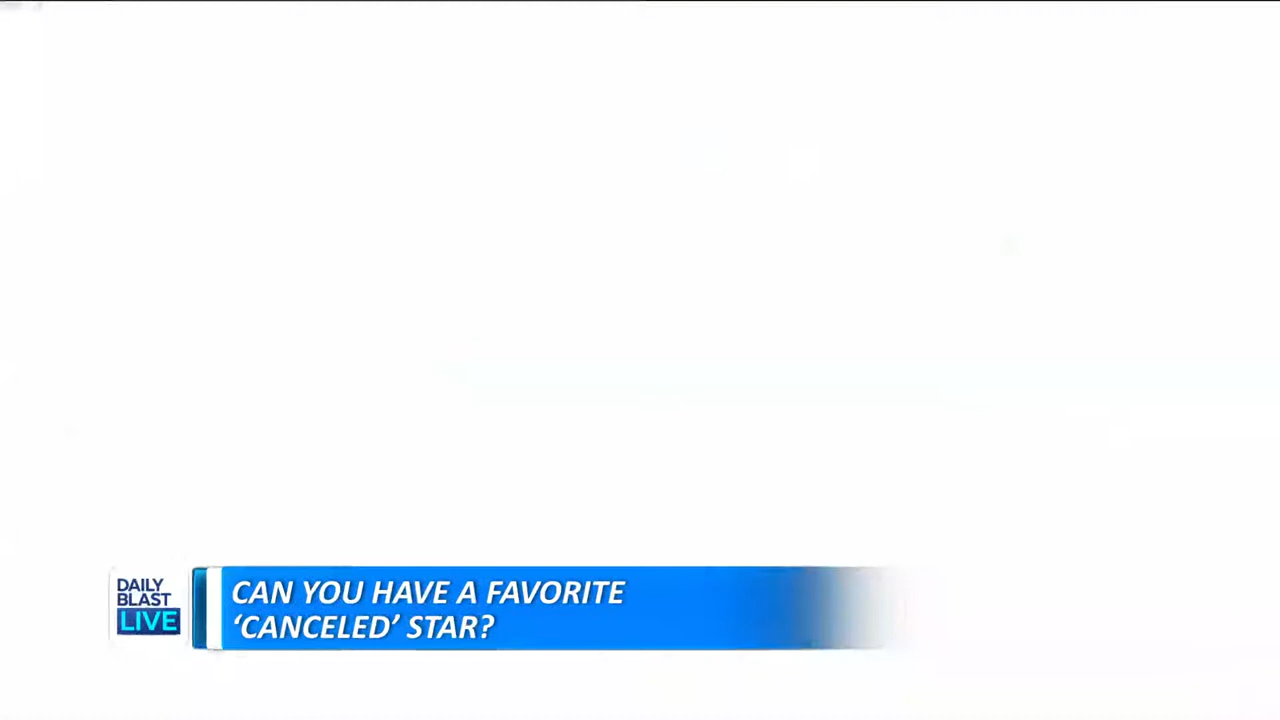 DAILY
BLAST
LIVE
CAN YOU HAVE A FAVORITE
‘CANCELED’ STAR?